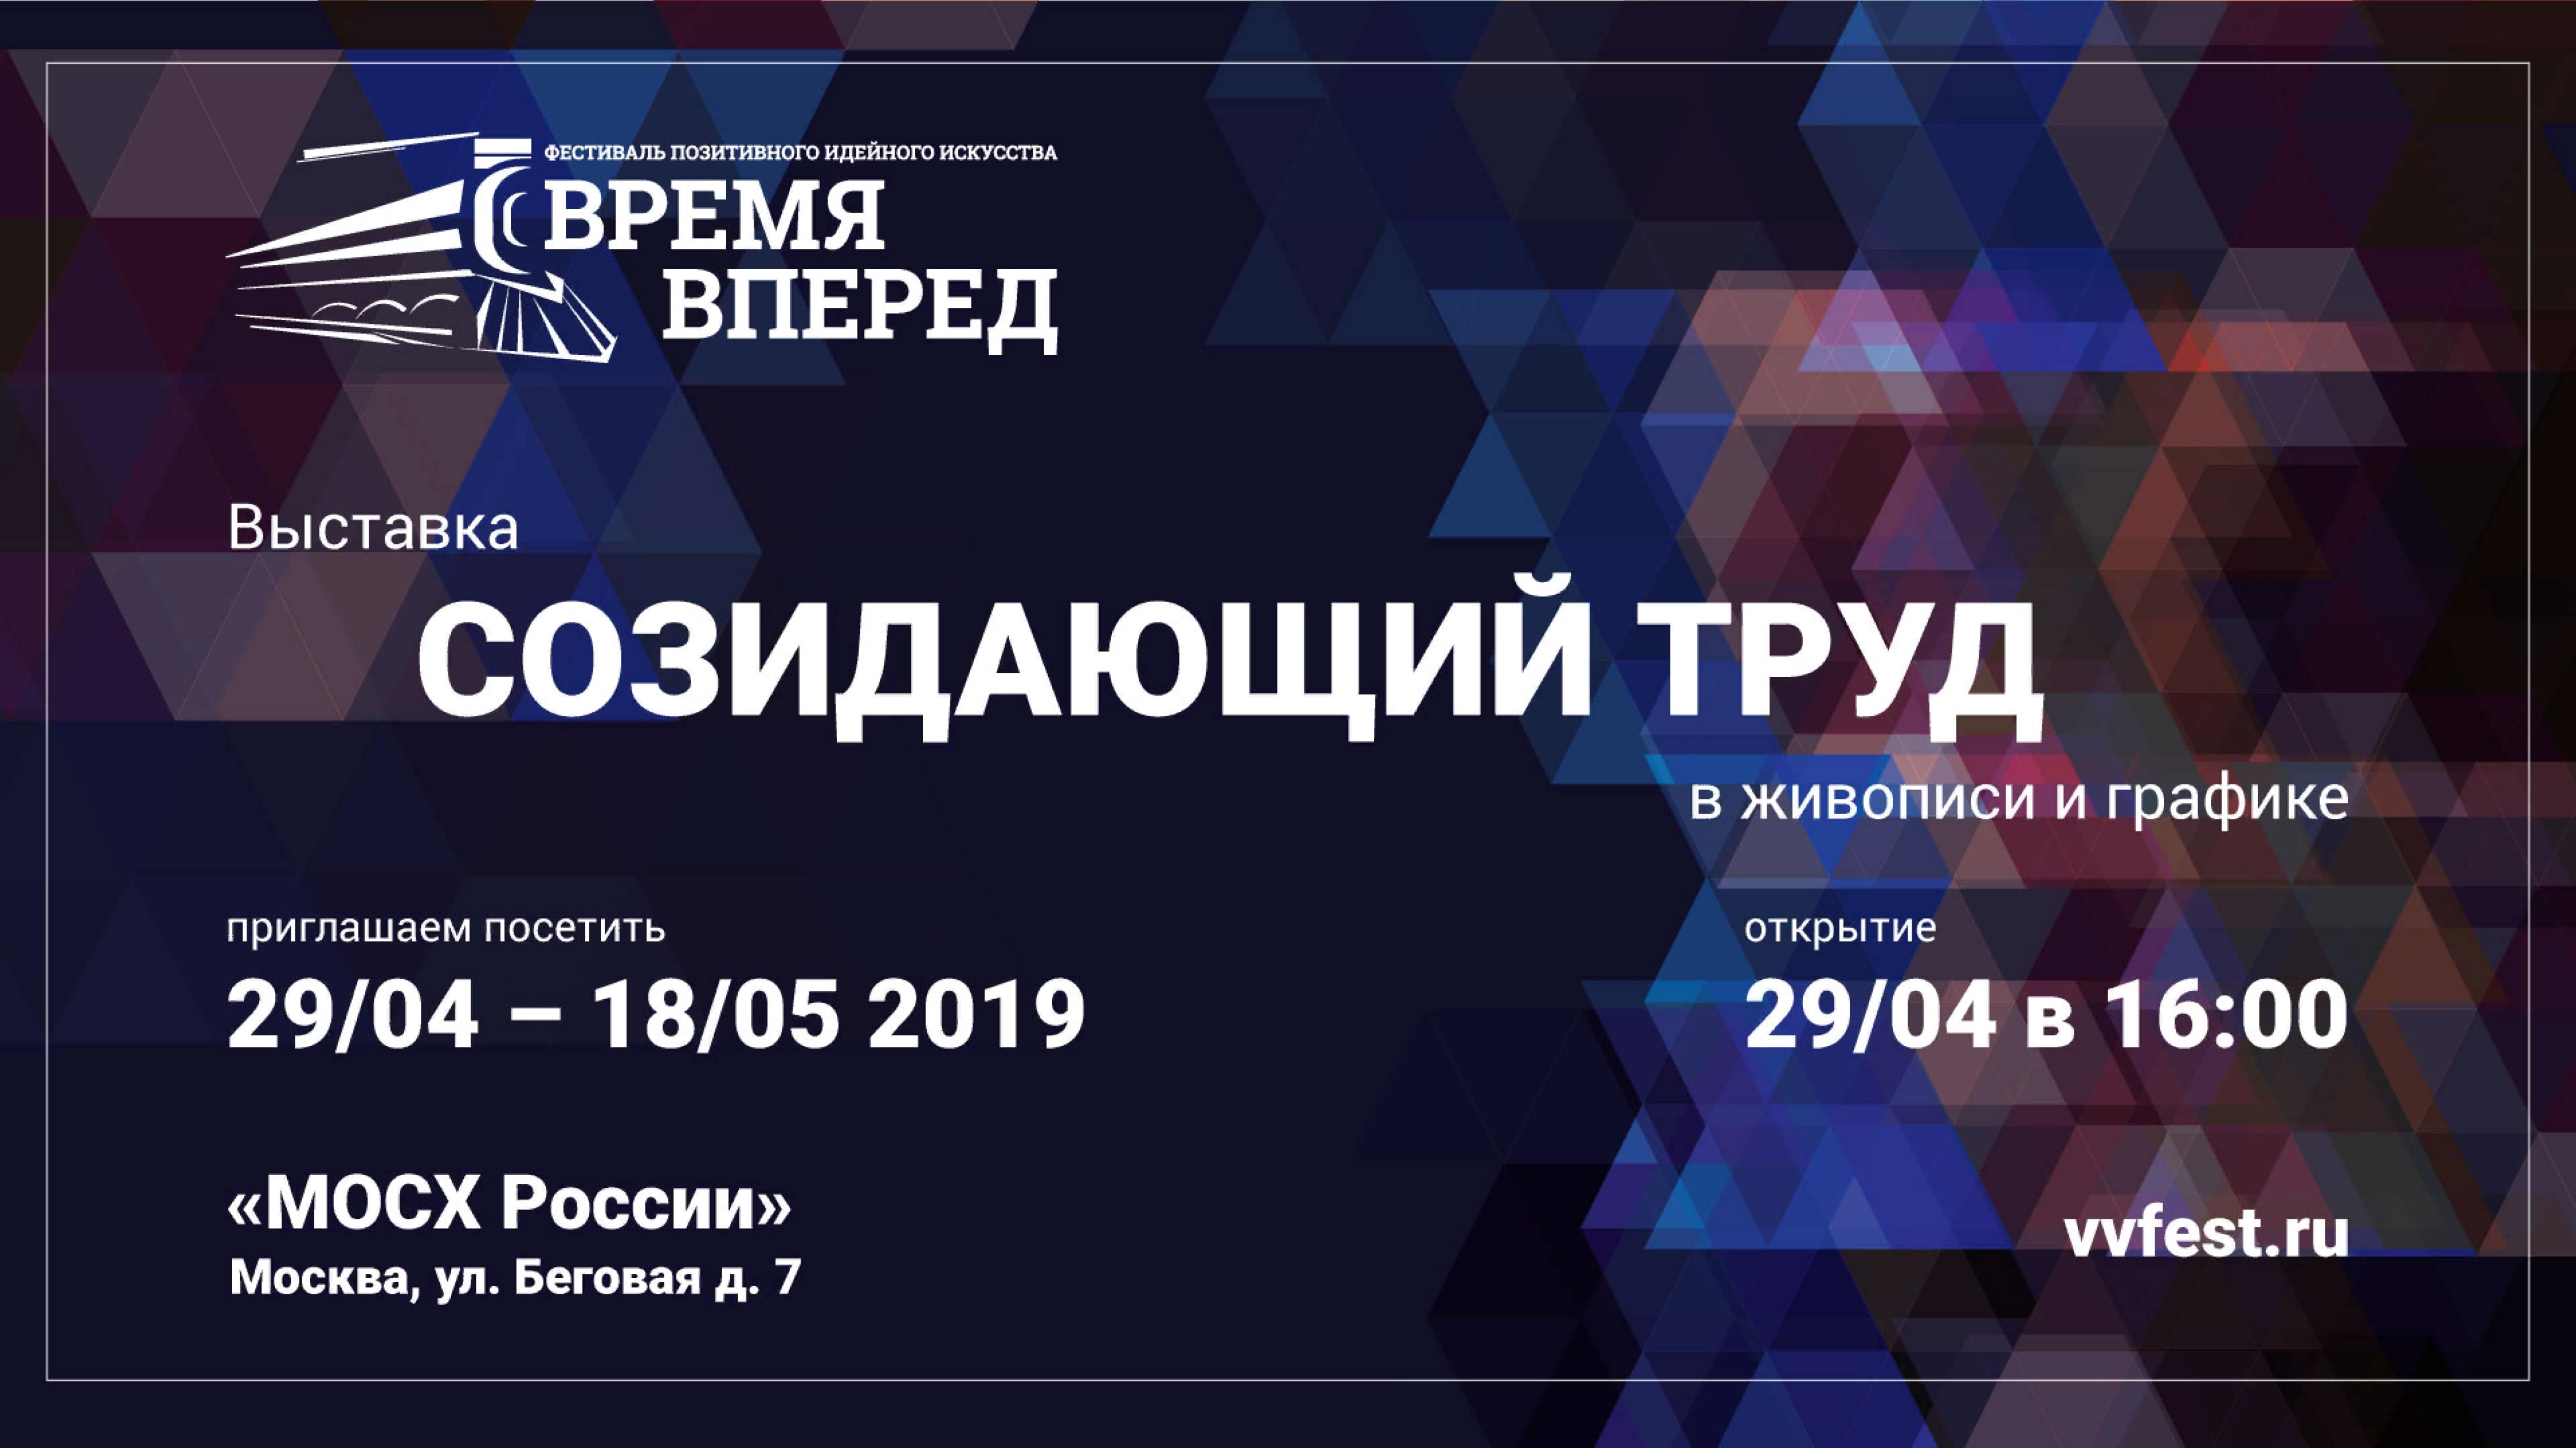 ФЕСТИВАЛЬ ПОЗИТИВНОГО ИДЕЙНОГО ИСКУССТВА
ВРЕМЯ
ВПЕРЕД
Выставка
СОЗИДАЮЩИЙ ТРУД
в живописи и графике
приглашаем посетить
29/04 – 18/05 2019
открытие
29/04 в 16:00
«МОСХ России»
Москва, ул. Беговая д. 7
vvfest.ru